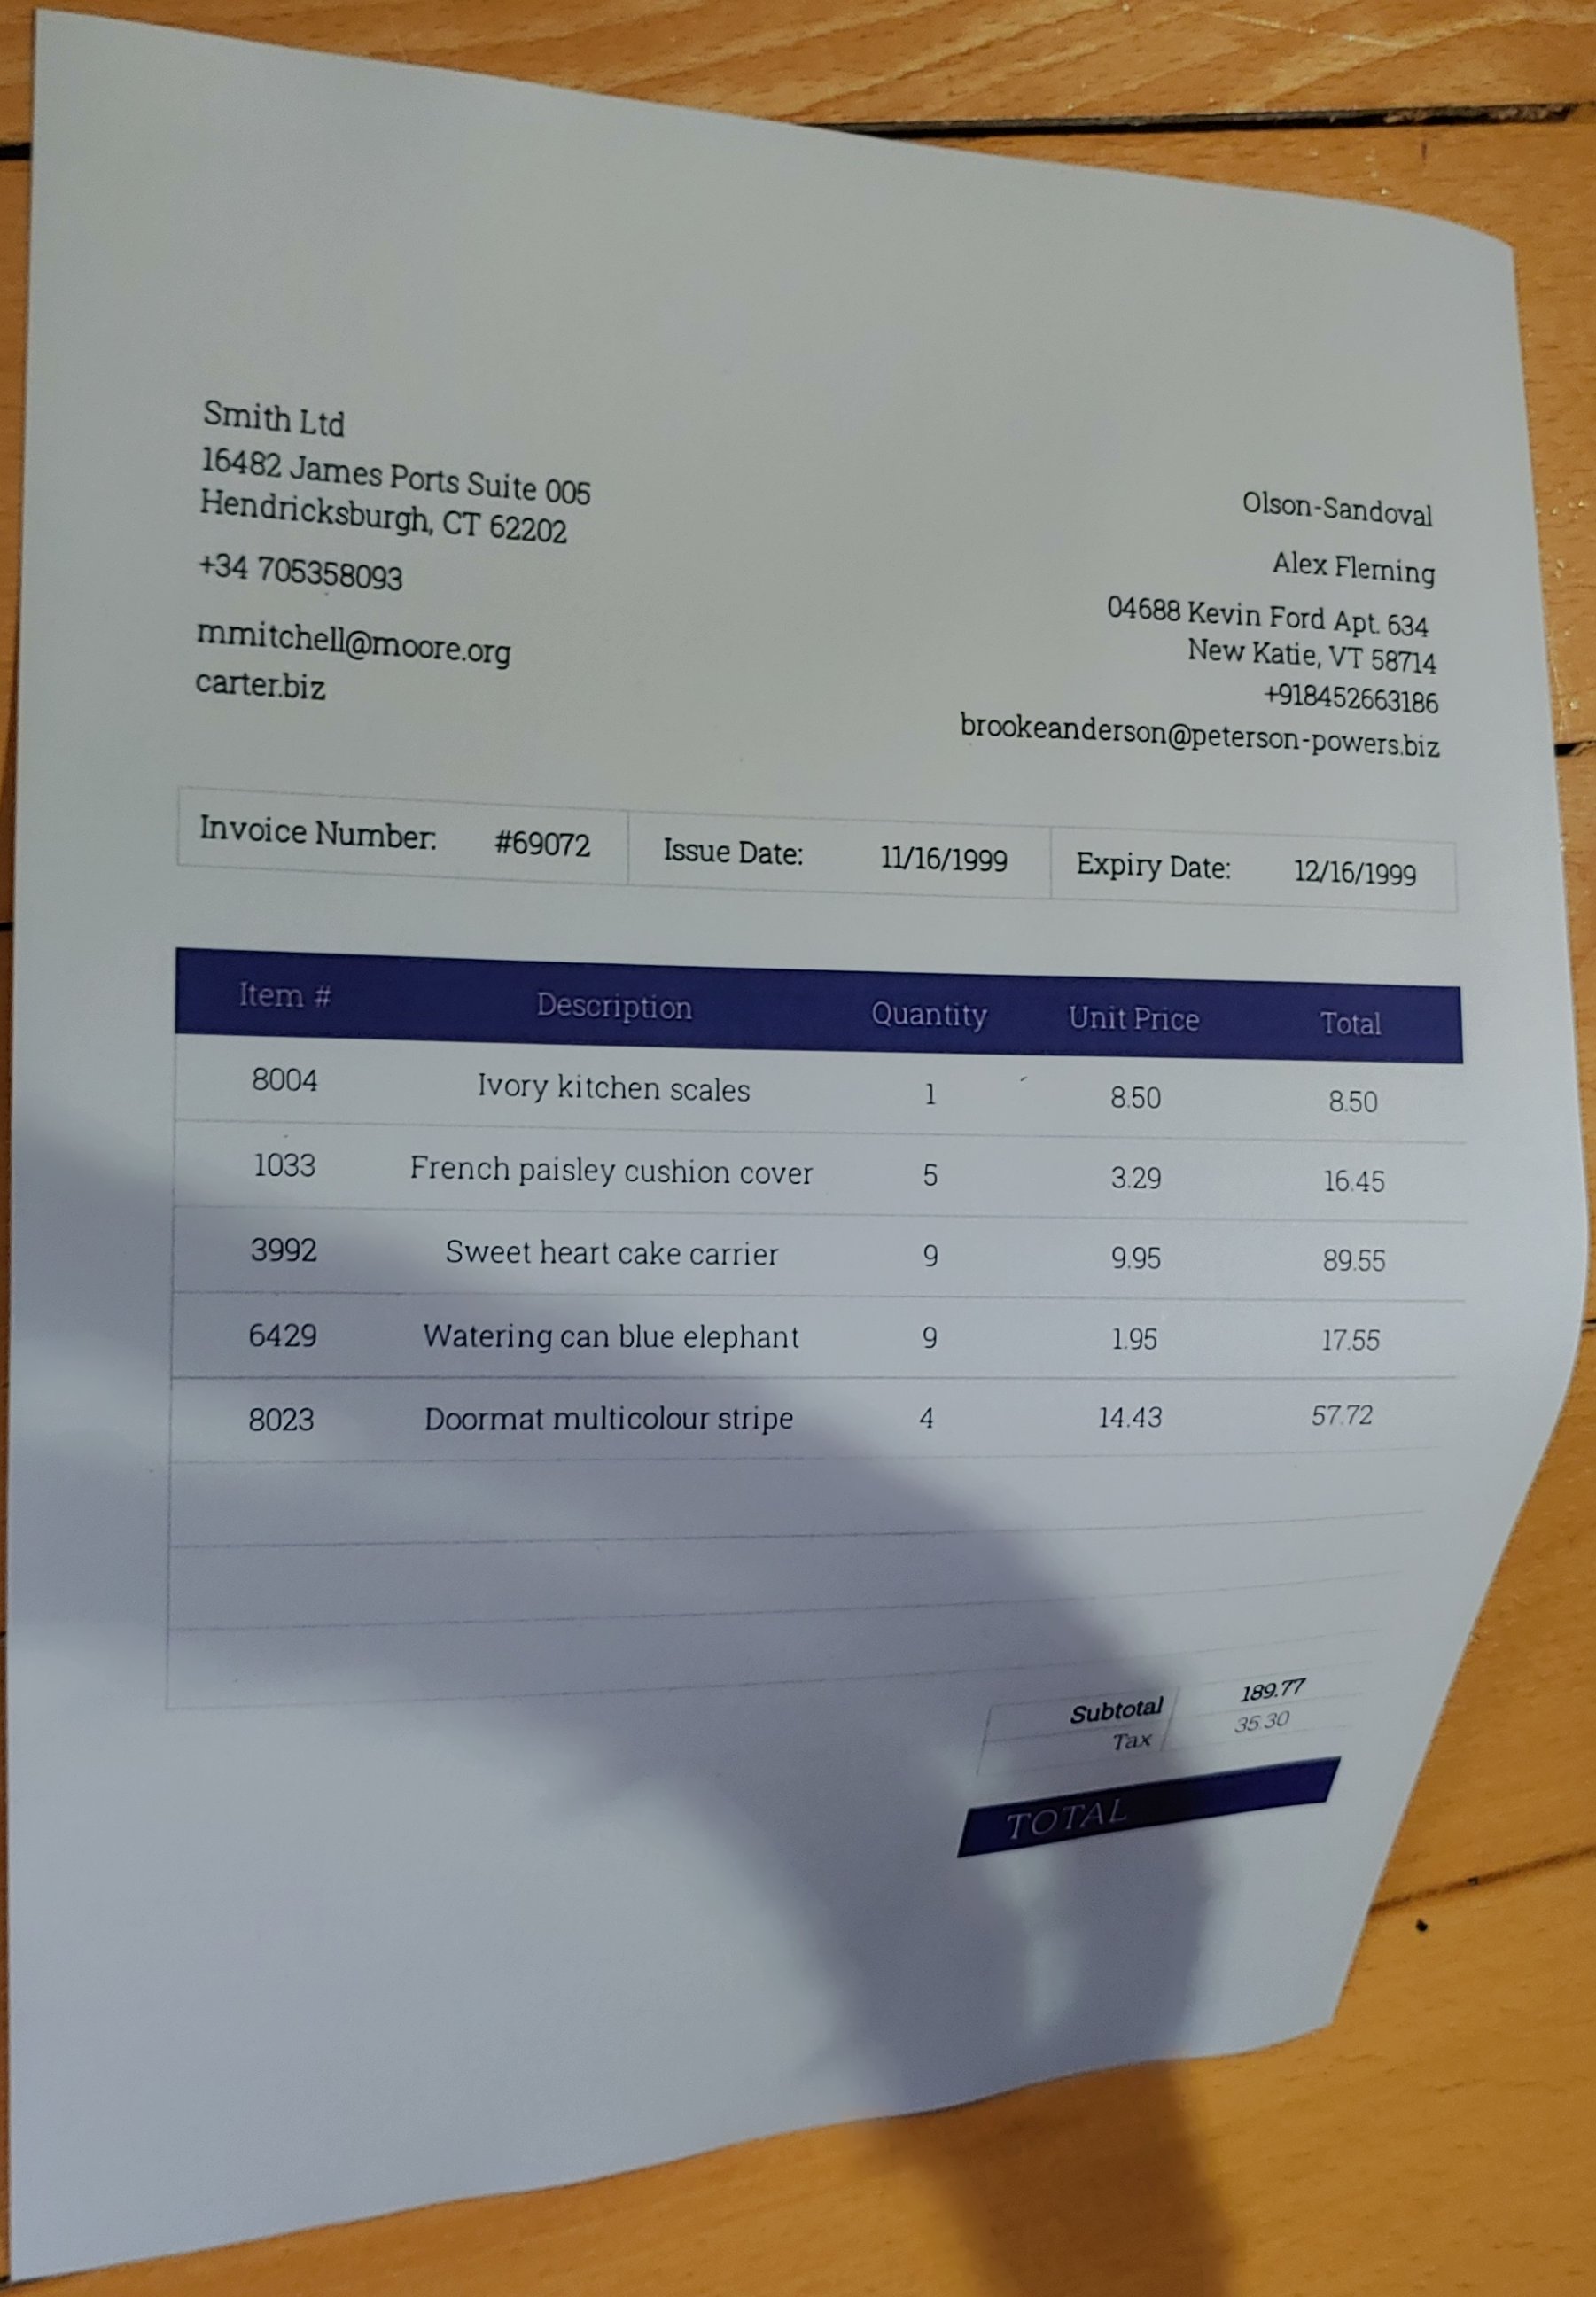 Smith Ltd
16482 James Ports Suite 005
Hendricksburgh, CT 62202
+34 705358093
mmitchell@moore.org
carter.biz
Olson-Sandoval
Alex Fleming
04688 Kevin Ford Apt. 634
New Katie, VT 58714
+918452663186
brookeanderson@peterson-powers.biz
Invoice Number: #69072 Issue Date: 11/16/1999 Expiry Date: 12/16/1999
Item # Description Quantity Unit Price Total
8004 Ivory kitchen scales 1 8.50 8.50
1033 French paisley cushion cover 5 3.29 16.45
3992 Sweet heart cake carrier 9 9.95 89.55
6429 Watering can blue elephant 9 1.95 17.55
8023 Doormat multicolour stripe 4 14.43 57.72
Subtotal 189.77
Tax 35.30
TOTAL